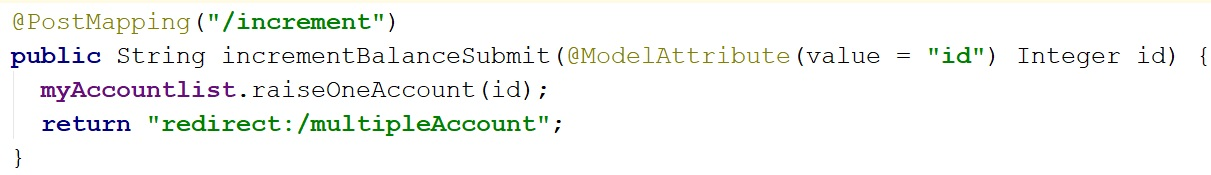 @PostMapping("/increment")
public String incrementBalanceSubmit(@ModelAttribute(value = "id") Integer id) {
myAccountlist.raiseOneAccount(id);
return "redirect:/multipleAccount";
}